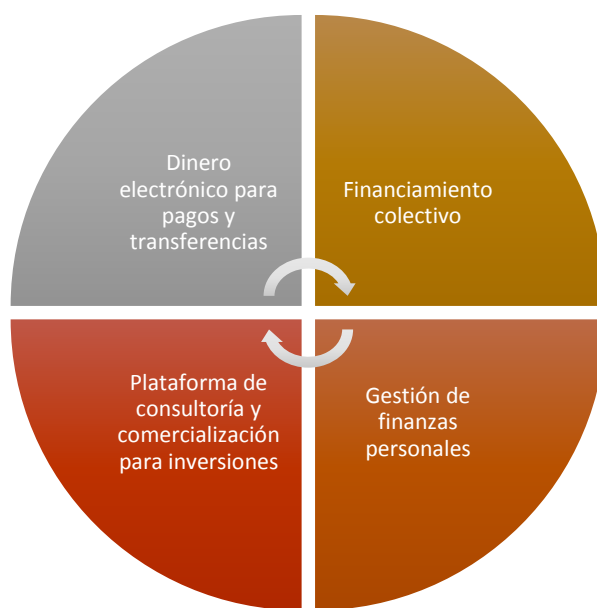 Dinero
electrónico para
pagos y
transferencias
Financiamiento
colectivo
Plataforma de
consultoría y
comercialización
para inversiones
Gestión de
finanzas
personales